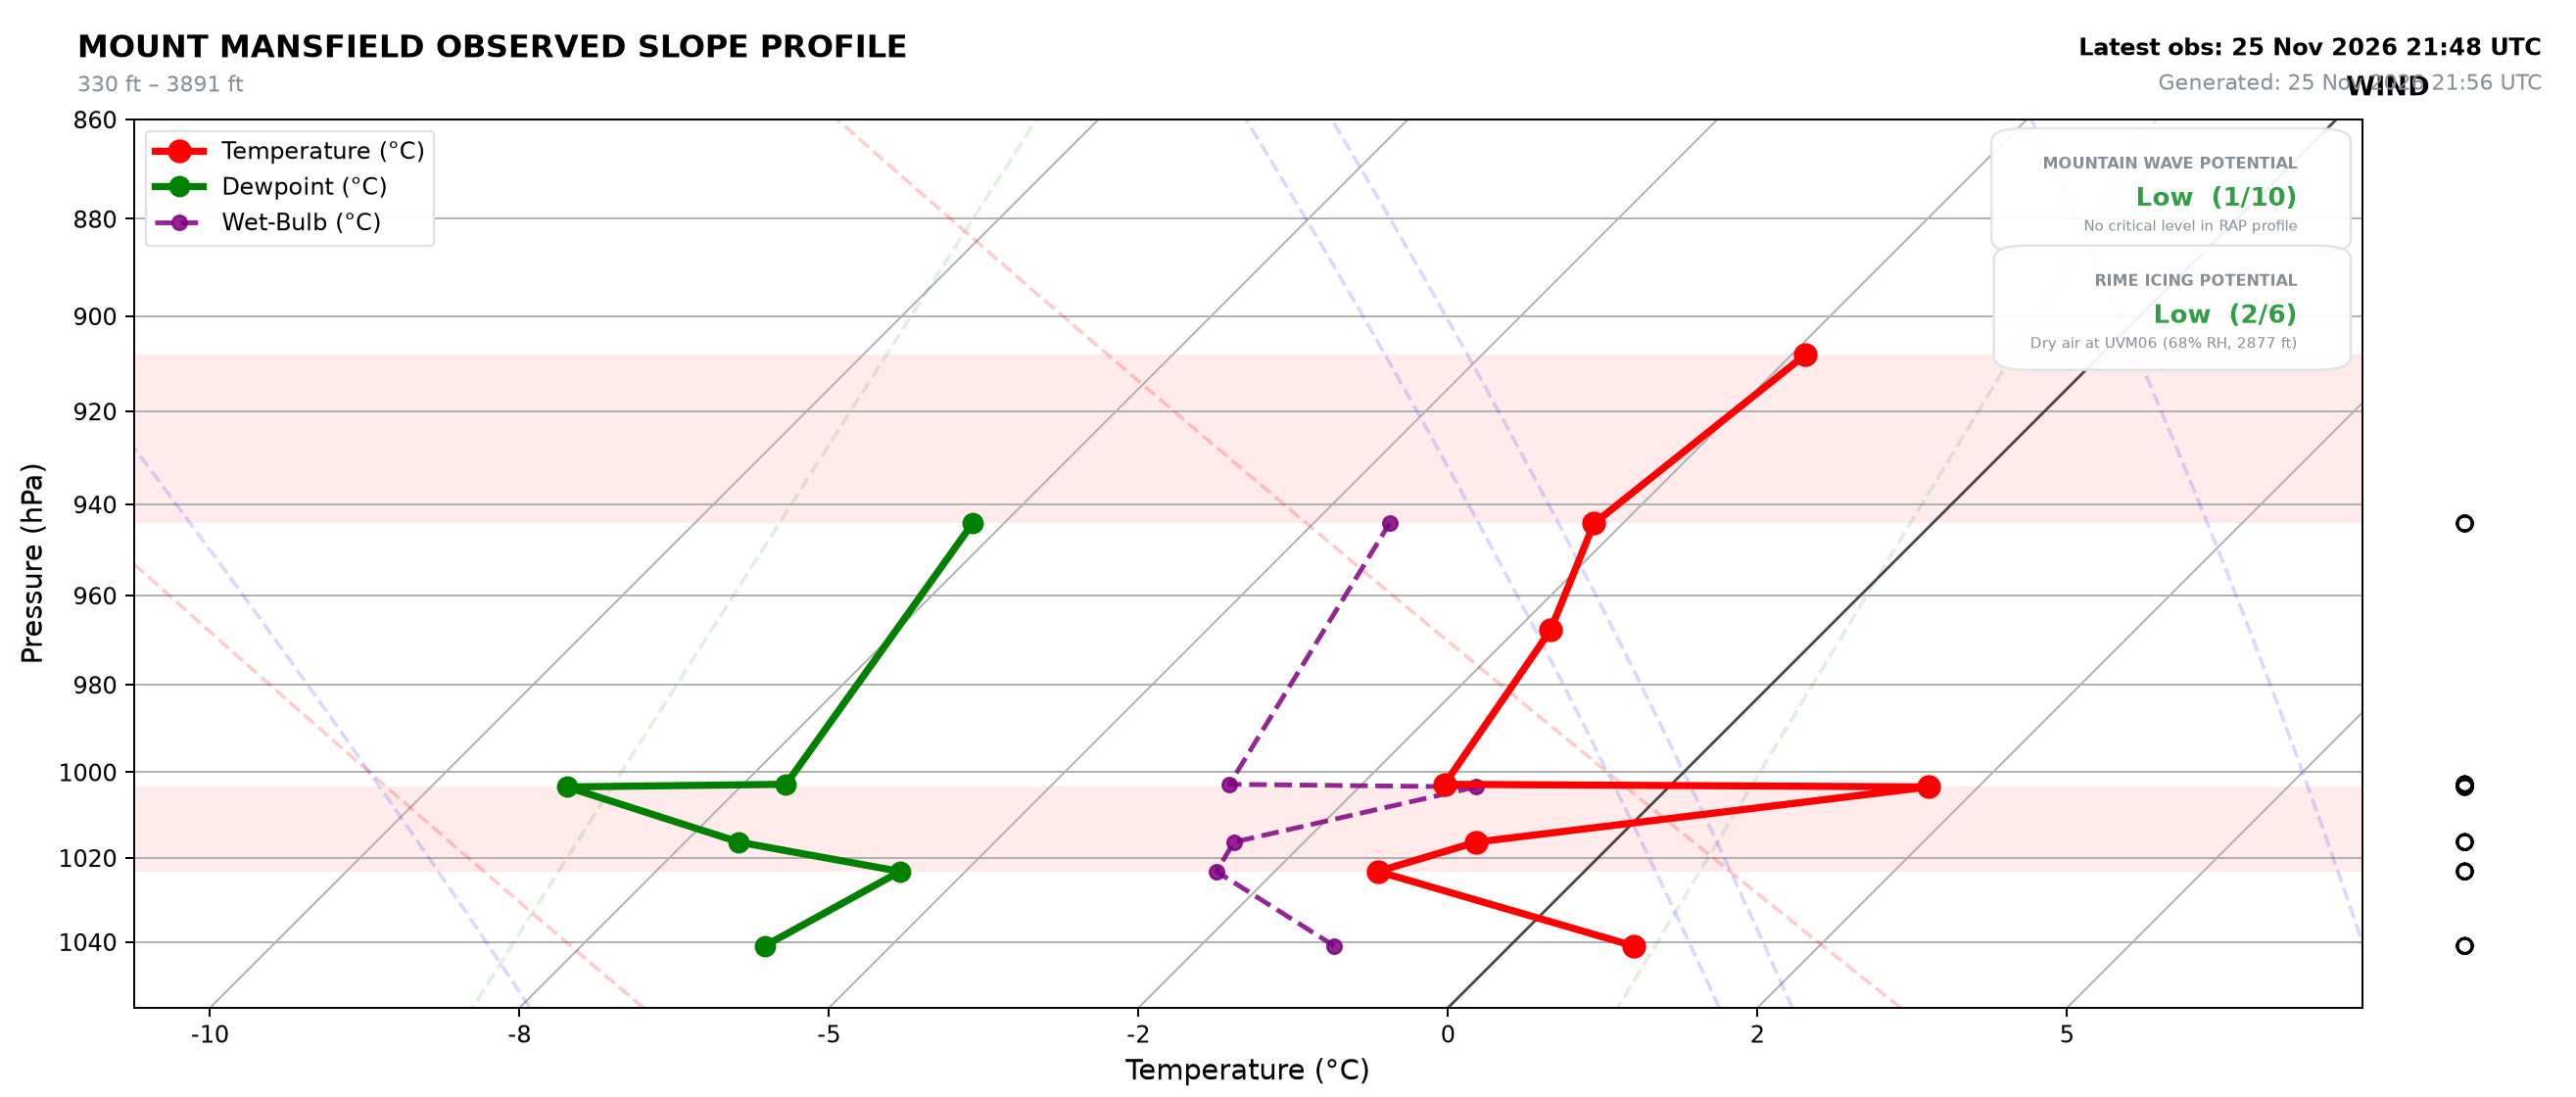 MOUNT MANSFIELD OBSERVED SLOPE PROFILE
330 ft – 3891 ft
Latest obs: 25 Nov 2026 21:48 UTC
Generated: 25 Nov 2026 21:56 UTC
WIND
Temperature (°C)
Dewpoint (°C)
Wet-Bulb (°C)
MOUNTAIN WAVE POTENTIAL
Low (1/10)
No critical level in RAP profile
RIME ICING POTENTIAL
Low (2/6)
Dry air at UVM06 (68% RH, 2877 ft)
Pressure (hPa)
860
880
900
920
940
960
980
1000
1020
1040
-10
-8
-5
-2
0
2
5
Temperature (°C)